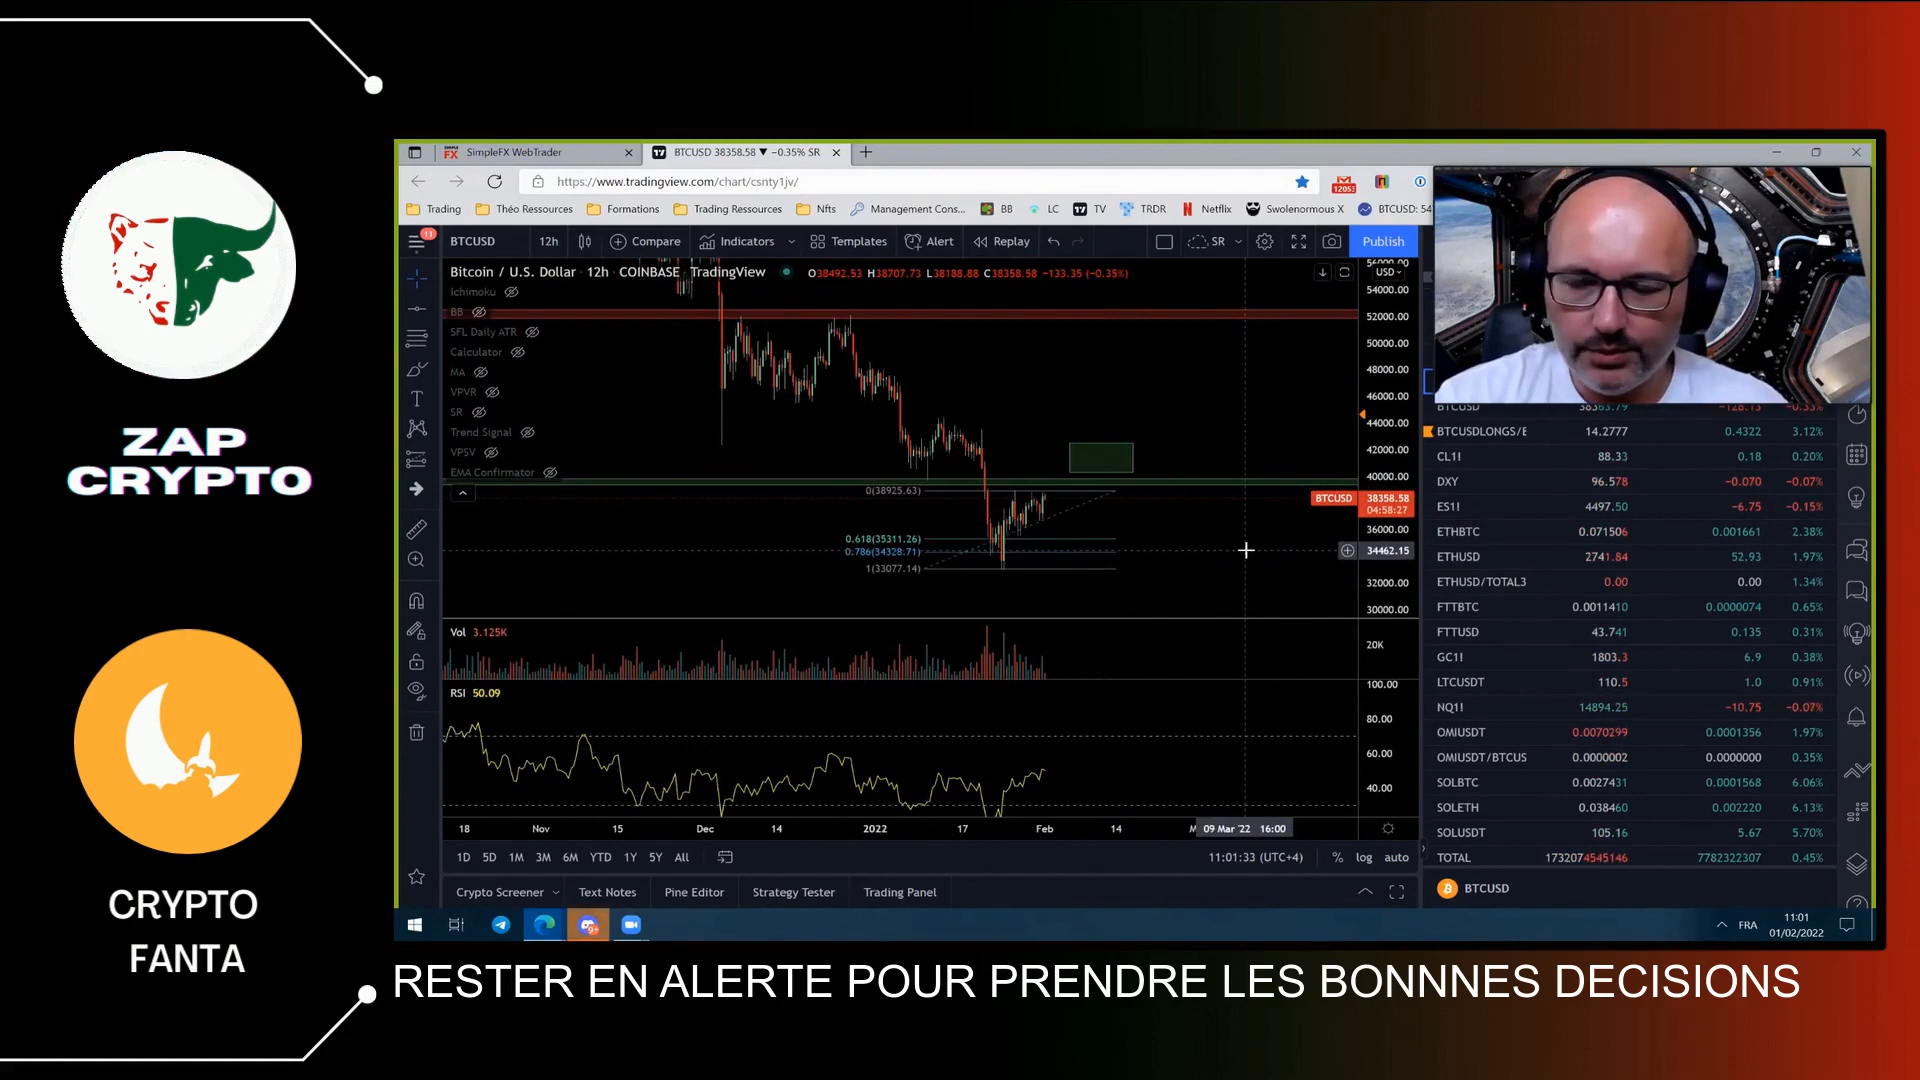 SIMPLE FX SimpleFX WebTrader
BTCUSD 38358.58 ▼ −0.35% SR
https://www.tradingview.com/chart/csnty1jv/
12053
Trading Théo Ressources Formations Trading Ressources Nfts Management Cons... BB LC TV TRDR Netflix Swolenormous X BTCUSD: 54
11 BTCUSD 12h Compare Indicators Templates Alert Replay SR Publish
Bitcoin / U.S. Dollar · 12h · COINBASE TradingView O38492.53 H38707.73 L38188.88 C38358.58 −133.35 (−0.35%) USD
Ichimoku
BB
SFL Daily ATR
Calculator
MA
VPVR
SR
Trend Signal
VPSV
EMA Confirmator
56000.00
54000.00
52000.00
50000.00
48000.00
46000.00
44000.00
42000.00
40000.00
BTCUSD 38358.58
04:58:27
36000.00
34462.15
32000.00
30000.00
0(38925.63)
0.618(35311.26)
0.786(34328.71)
1(33077.14)
Vol 3.125K
20K
RSI 50.09
100.00
80.00
60.00
40.00
18 Nov 15 Dec 14 2022 17 Feb 14 M 09 Mar '22 16:00
1D 5D 1M 3M 6M YTD 1Y 5Y All 11:01:33 (UTC+4) % log auto
Crypto Screener Text Notes Pine Editor Strategy Tester Trading Panel
BTCUSD 38363.79 −128.13 −0.33%
BTCUSDLONGS/E 14.2777 0.4322 3.12%
CL1! 88.33 0.18 0.20%
DXY 96.578 −0.070 −0.07%
ES1! 4497.50 −6.75 −0.15%
ETHBTC 0.071506 0.001661 2.38%
ETHUSD 2741.84 52.93 1.97%
ETHUSD/TOTAL3 0.00 0.00 1.34%
FTTBTC 0.0011410 0.0000074 0.65%
FTTUSD 43.741 0.135 0.31%
GC1! 1803.3 6.9 0.38%
LTCUSDT 110.5 1.0 0.91%
NQ1! 14894.25 −10.75 −0.07%
OMIUSDT 0.0070299 0.0001356 1.97%
OMIUSDT/BTCUS 0.0000002 0.0000000 0.35%
SOLBTC 0.0027431 0.0001568 6.06%
SOLETH 0.038460 0.002220 6.13%
SOLUSDT 105.16 5.67 5.70%
TOTAL 1732074545146 7782322307 0.45%
BTCUSD
9+
FRA 11:01
01/02/2022
ZAP
CRYPTO
CRYPTO
FANTA
RESTER EN ALERTE POUR PRENDRE LES BONNNES DECISIONS